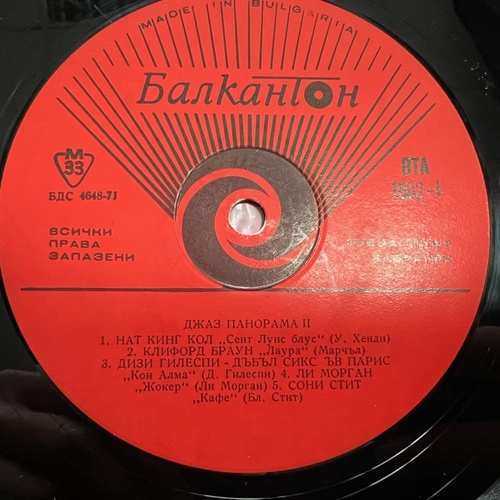 MADE IN BULGARIA
Балкантон
М
33
БДС 4648-71
ВТА
ВСИЧКИ
ПРАВА
ЗАПАЗЕНИ
ДЖАЗ ПАНОРАМА II
1. НАТ КИНГ КОЛ „Сент Луис блус“ (У. Хенди)
2. КЛИФОРД БРАУН „Лаура“ (Марчъл)
3. ДИЗИ ГИЛЕСПИ - ДЪБЪЛ СИКС ЪВ ПАРИС
„Кон Алма“ (Д. Гилеспи) 4. ЛИ МОРГАН
„Жокер“ (Ли Морган) 5. СОНИ СТИТ
„Кафе“ (Бл. Стит)